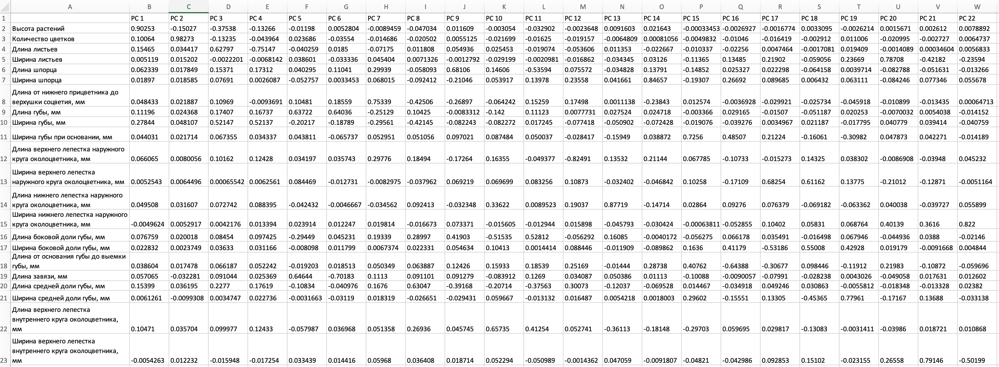 A B C D E F G H I J K L M N O P Q R S T U V W
1 PC 1 PC 2 PC 3 PC 4 PC 5 PC 6 PC 7 PC 8 PC 9 PC 10 PC 11 PC 12 PC 13 PC 14 PC 15 PC 16 PC 17 PC 18 PC 19 PC 20 PC 21 PC 22
2 Высота растений 0.90253 -0.15027 -0.37538 -0.13266 -0.01198 0.0052804 -0.0089459 -0.047034 0.011609 -0.003054 -0.032902 -0.0023648 0.0091603 0.021643 -0.00033453 -0.0026927 -0.0016774 0.0033095 -0.0026214 0.0015671 0.002612 0.0078892
3 Количество цветков 0.10064 0.98273 -0.13235 -0.043964 0.023686 -0.03554 -0.014686 -0.020502 0.0055125 -0.021699 -0.01625 -0.019157 -0.0064809 0.00081056 -0.0049832 -0.01046 -0.016419 -0.002912 0.011006 -0.020995 -0.002727 0.0064737
4 Длина листьев 0.15465 0.034417 0.62797 -0.75147 -0.040259 0.0185 -0.07175 0.011808 0.054936 0.025453 -0.019074 -0.053606 0.011353 -0.022667 -0.010337 -0.02256 0.0047464 -0.0017081 0.019409 -0.0014089 0.00034604 0.0056833
5 Ширина листьев 0.005119 0.015202 -0.0022201 -0.0068142 0.038601 -0.033336 0.045404 0.0071326 -0.0012792 -0.029199 -0.0020981 -0.016862 -0.034345 0.03126 -0.11365 0.13485 0.21902 -0.059056 0.23669 0.78708 -0.42182 -0.23594
6 Длина шпорца 0.062339 0.017849 0.15371 0.17312 0.040295 0.11041 0.29939 -0.058093 0.68106 0.14606 -0.53594 0.075572 -0.034828 0.13791 -0.14852 0.025327 0.022298 -0.064158 0.0039714 -0.082788 -0.051631 -0.013266
7 Ширина шпорца 0.01897 0.018585 0.07691 0.0026087 -0.052757 0.0033453 0.068015 -0.092412 -0.21046 0.053917 0.13978 0.23558 0.041661 0.84657 -0.19307 0.26692 0.089685 0.006432 0.063111 -0.084246 0.077346 0.055678
Длина от нижнего прицветника до
8 верхушки соцветия, мм 0.048433 0.021887 0.10969 -0.0093691 0.10481 0.18559 0.75339 -0.42506 -0.26897 -0.064242 0.15259 0.17498 0.0011138 -0.23843 0.012574 -0.0036928 -0.029921 -0.025734 -0.045918 -0.010899 -0.013435 0.00064713
9 Длина губы, мм 0.11196 0.024368 0.17407 0.16737 0.63722 0.64036 -0.25129 0.10425 -0.0083312 -0.142 0.11123 0.0077731 0.027524 0.024718 -0.003366 0.029165 -0.01507 -0.051187 0.020253 -0.0070032 0.0054038 -0.014152
10 Ширина губы, мм 0.27844 0.048107 0.52147 0.52137 -0.20217 -0.18789 -0.29561 -0.42145 -0.082243 -0.082272 0.017245 -0.077418 -0.050902 -0.072428 -0.019076 -0.039276 0.0034967 0.021187 -0.017795 0.040779 0.039414 -0.040759
11 Ширина губы при основании, мм 0.044031 0.021714 0.067355 0.034337 0.043811 -0.065737 0.052951 0.051056 0.097021 0.087484 0.050037 -0.028417 -0.15949 0.038872 0.7256 0.48507 0.21224 -0.16061 -0.30982 0.047873 0.042271 -0.014189
Длина верхнего лепестка наружного
12 круга околоцветника, мм 0.066065 0.0080056 0.10162 0.12428 0.034197 0.035743 0.29776 0.18494 -0.17264 0.16355 -0.049377 -0.82491 0.13532 0.21144 0.067785 -0.10733 -0.015273 0.14325 0.038302 -0.0086908 -0.03948 0.045232
Ширина верхнего лепестка
13 наружного круга околоцветника, мм 0.0052543 0.0064496 0.00065542 0.0062561 0.084469 -0.012731 -0.0082975 -0.037962 0.069219 0.069699 0.083256 0.10873 -0.032402 -0.046842 0.10258 -0.17109 0.68254 0.61162 0.13775 -0.21012 -0.12871 -0.0051164
Длина нижнего лепестка наружного
14 круга околоцветника, мм 0.049508 0.031607 0.072742 0.088395 -0.042432 -0.0046667 -0.034562 0.092413 -0.032348 0.33622 0.0089523 0.19037 0.87719 -0.14714 0.02864 0.09276 0.076379 -0.069182 -0.063362 0.040038 -0.039727 0.055899
Ширина нижнего лепестка наружного
15 круга околоцветника, мм -0.0049624 0.0052917 0.0042176 0.013394 0.023914 0.012247 0.019814 -0.016673 0.073371 -0.015605 -0.012944 0.015898 -0.045793 -0.030424 -0.00063811 -0.052855 0.10402 0.05831 0.068764 0.40139 0.3616 0.822
16 Длина боковой доли губы, мм 0.076759 0.020018 0.08454 0.097425 -0.29449 0.045231 0.19339 0.28997 0.41903 -0.51535 0.52812 -0.056292 0.16085 -0.0040172 -0.056275 0.066178 0.035491 -0.016498 0.067946 -0.044936 0.0388 -0.02146
17 Ширина боковой доли губы, мм 0.022832 0.0023749 0.03633 0.031166 -0.008098 0.011799 0.0067374 0.022331 0.054634 0.10413 0.0014414 0.088446 -0.011909 -0.089862 0.1636 0.41179 -0.53186 0.55008 0.42928 0.019179 -0.0091668 0.004844
Длина от основания губы до выемки
18 губы, мм 0.038604 0.017478 0.066187 0.052242 -0.019203 0.018513 0.050349 0.063887 0.12426 0.15933 0.18539 0.25169 -0.01444 0.28738 0.40762 -0.64388 -0.30677 0.098446 -0.11912 0.21983 -0.10872 -0.059696
19 Длина завязи, мм 0.057065 -0.032281 0.091044 0.025369 0.64644 -0.70183 0.1113 0.091101 0.091279 -0.083912 0.1269 0.034087 0.050386 0.01113 -0.10088 -0.0090057 -0.07991 -0.028238 0.0043026 -0.049058 0.017631 0.012602
20 Длина средней доли губы, мм 0.15399 0.036195 0.2277 0.17619 -0.10834 -0.040976 0.1676 0.63047 -0.39168 -0.20714 -0.37563 0.30073 -0.12037 -0.069528 0.014467 -0.034918 0.049246 0.030863 -0.0055812 -0.018348 -0.013328 0.02382
21 Ширина средней доли губы, мм 0.0061261 -0.0099308 0.0034747 0.022736 -0.0031663 -0.03119 0.018319 -0.026651 -0.029431 0.059667 -0.013132 0.016487 0.0054218 0.0018003 0.29602 -0.15551 0.13305 -0.45365 0.77961 -0.17167 0.13688 -0.033138
Длина верхнего лепестка
внутреннего круга околоцветника,
22 мм 0.10471 0.035704 0.099977 0.12433 -0.057987 0.036968 0.051358 0.26936 0.045745 0.65735 0.41254 0.052741 -0.36113 -0.18148 -0.29703 0.059695 0.029817 -0.13083 -0.0031411 -0.03986 0.018721 0.010868
Ширина верхнего лепестка
внутреннего круга околоцветника,
23 мм -0.0054263 0.012232 -0.015948 -0.017254 0.033439 0.014416 0.05968 0.036408 0.018714 0.052294 -0.050989 -0.0014362 0.047059 -0.0091807 -0.04821 -0.042986 0.092853 0.15102 -0.023155 0.26558 0.79146 -0.50199